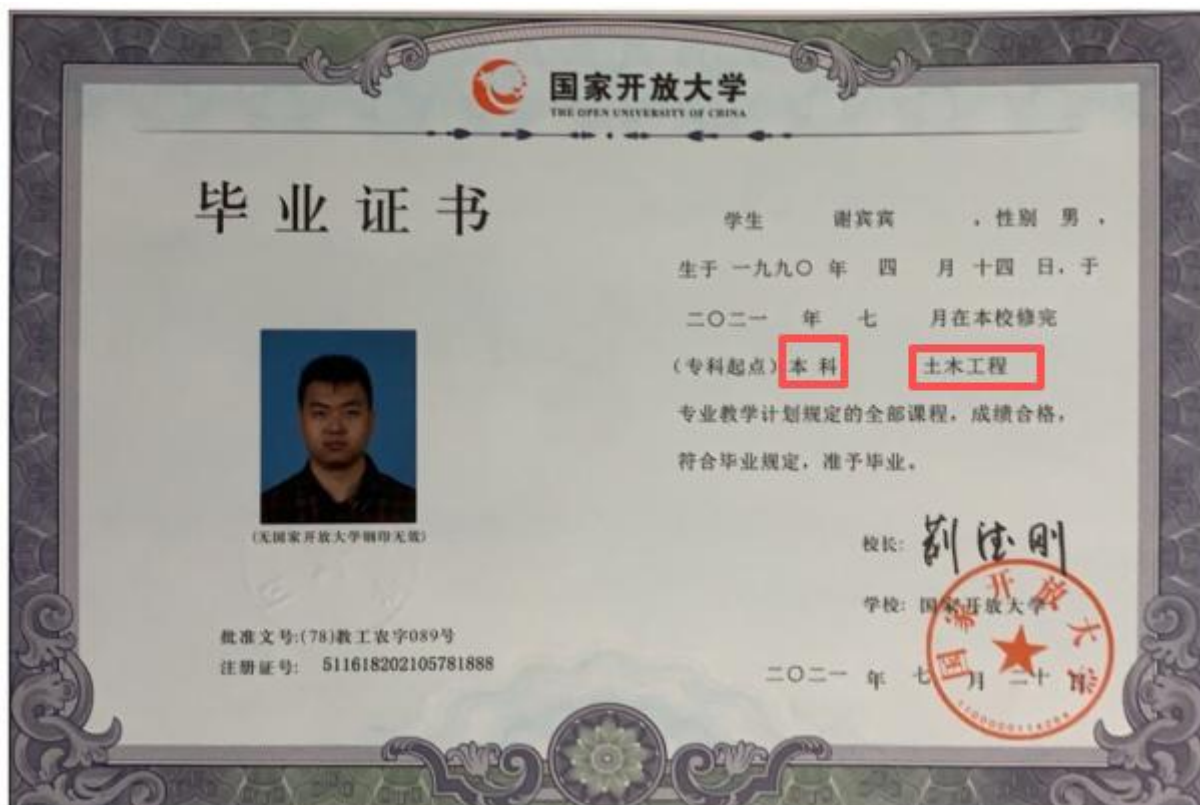 国家开放大学
THE OPEN UNIVERSITY OF CHINA
毕业证书
(无国家开放大学钢印无效)
批准文号:(78)教工农字089号
注册证号: 511618202105781888
学生 谢宾宾 ，性别 男 ，
生于 一九九〇 年 四 月 十四 日，于
二〇二一 年 七 月在本校修完
（专科起点）本 科 土木工程
专业教学计划规定的全部课程，成绩合格，
符合毕业规定，准予毕业。
校长:
学校: 国家开放大学
二〇二一 年 七 月 二十 日
国家开放大学